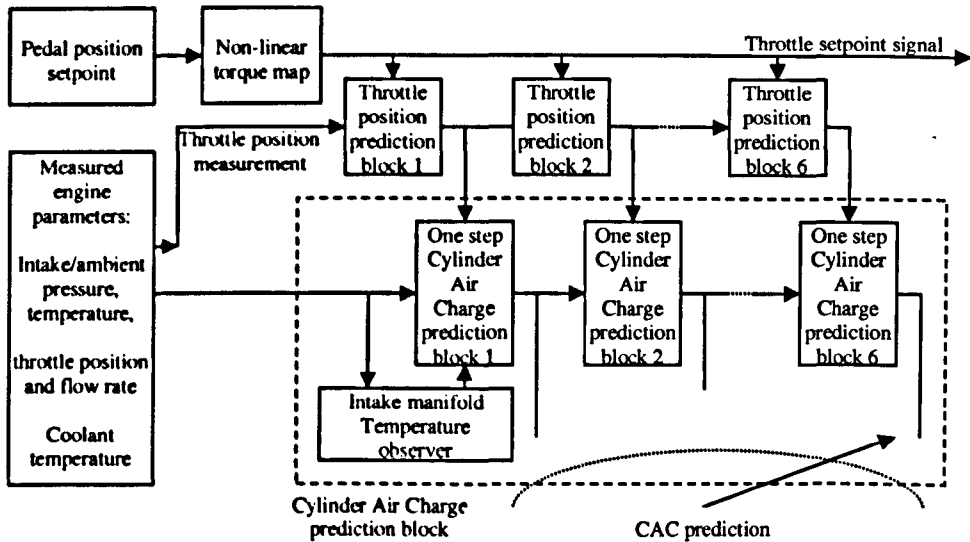 Pedal position
setpoint
Non-linear
torque map
Throttle setpoint signal
Throttle
position
prediction
block 1
Throttle
position
prediction
block 2
Throttle
position
prediction
block 6
Throttle position
measurement
Measured
engine
parameters:
Intake/ambient
pressure,
temperature,
throttle position
and flow rate
Coolant
temperature
One step
Cylinder
Air
Charge
prediction
block 1
One step
Cylinder
Air
Charge
prediction
block 2
One step
Cylinder
Air
Charge
prediction
block 6
Intake manifold
Temperature
observer
Cylinder Air Charge
prediction block
CAC prediction